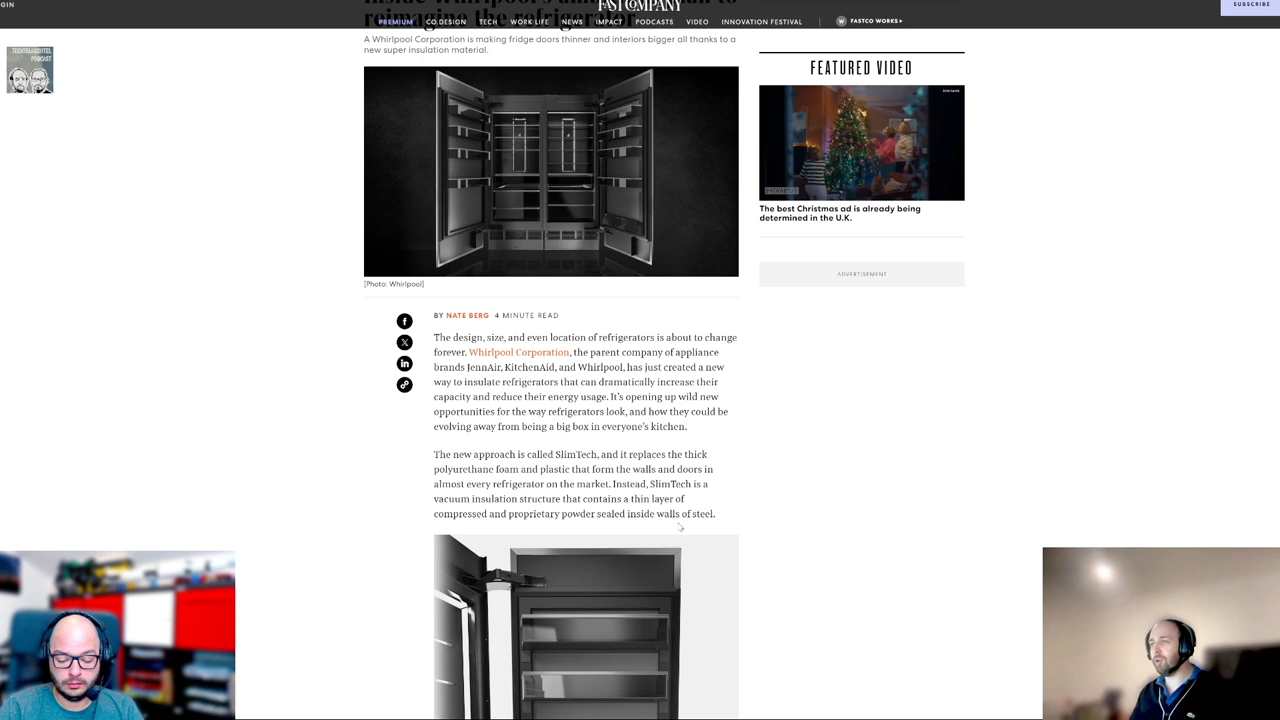 GIN
FAST COMPANY
SUBSCRIBE
PREMIUM
CO.DESIGN
TECH
WORK LIFE
NEWS
IMPACT
PODCASTS
VIDEO
INNOVATION FESTIVAL
W
FASTCO WORKS
reimagine the refrigerator
A Whirlpool Corporation is making fridge doors thinner and interiors bigger all thanks to a
new super insulation material.
PODCAST
[Photo: Whirlpool]
BY NATE BERG 4 MINUTE READ
The design, size, and even location of refrigerators is about to change
forever. Whirlpool Corporation, the parent company of appliance
brands JennAir, KitchenAid, and Whirlpool, has just created a new
way to insulate refrigerators that can dramatically increase their
capacity and reduce their energy usage. It’s opening up wild new
opportunities for the way refrigerators look, and how they could be
evolving away from being a big box in everyone’s kitchen.
The new approach is called SlimTech, and it replaces the thick
polyurethane foam and plastic that form the walls and doors in
almost every refrigerator on the market. Instead, SlimTech is a
vacuum insulation structure that contains a thin layer of
compressed and proprietary powder sealed inside walls of steel.
FEATURED VIDEO
The best Christmas ad is already being
determined in the U.K.
ADVERTISEMENT